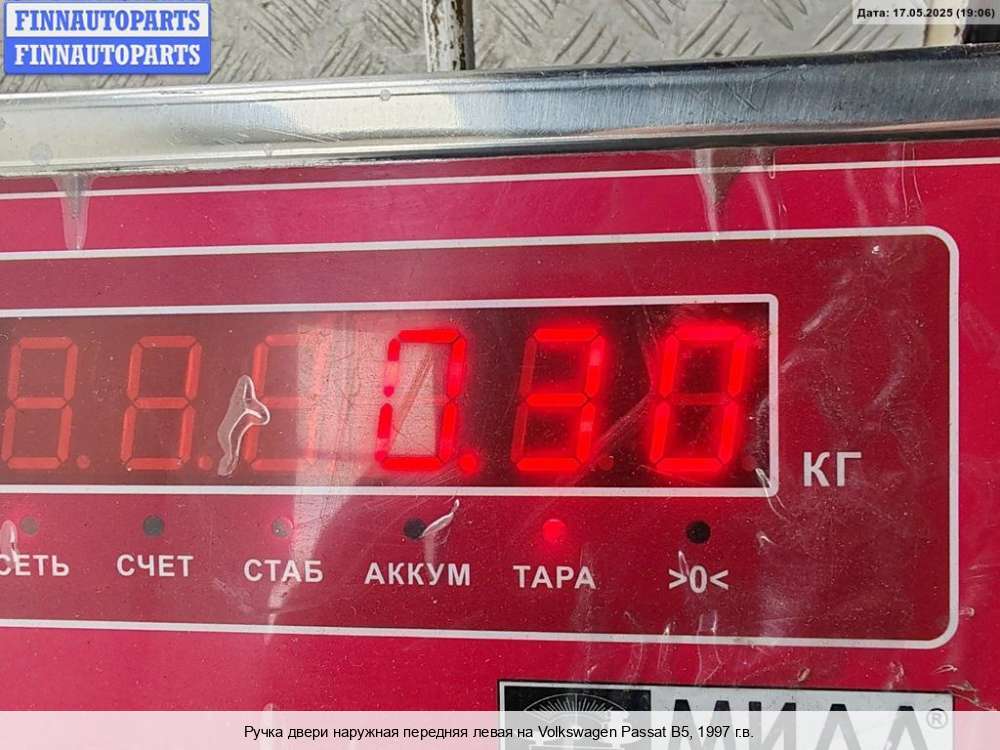 FINNAUTOPARTS
FINNAUTOPARTS
Дата: 17.05.2025 (19:06)
0.30
КГ
СЕТЬ
СЧЕТ
СТАБ
АККУМ
ТАРА
>0<
МИДЛ®
Ручка двери наружная передняя левая на Volkswagen Passat B5, 1997 г.в.